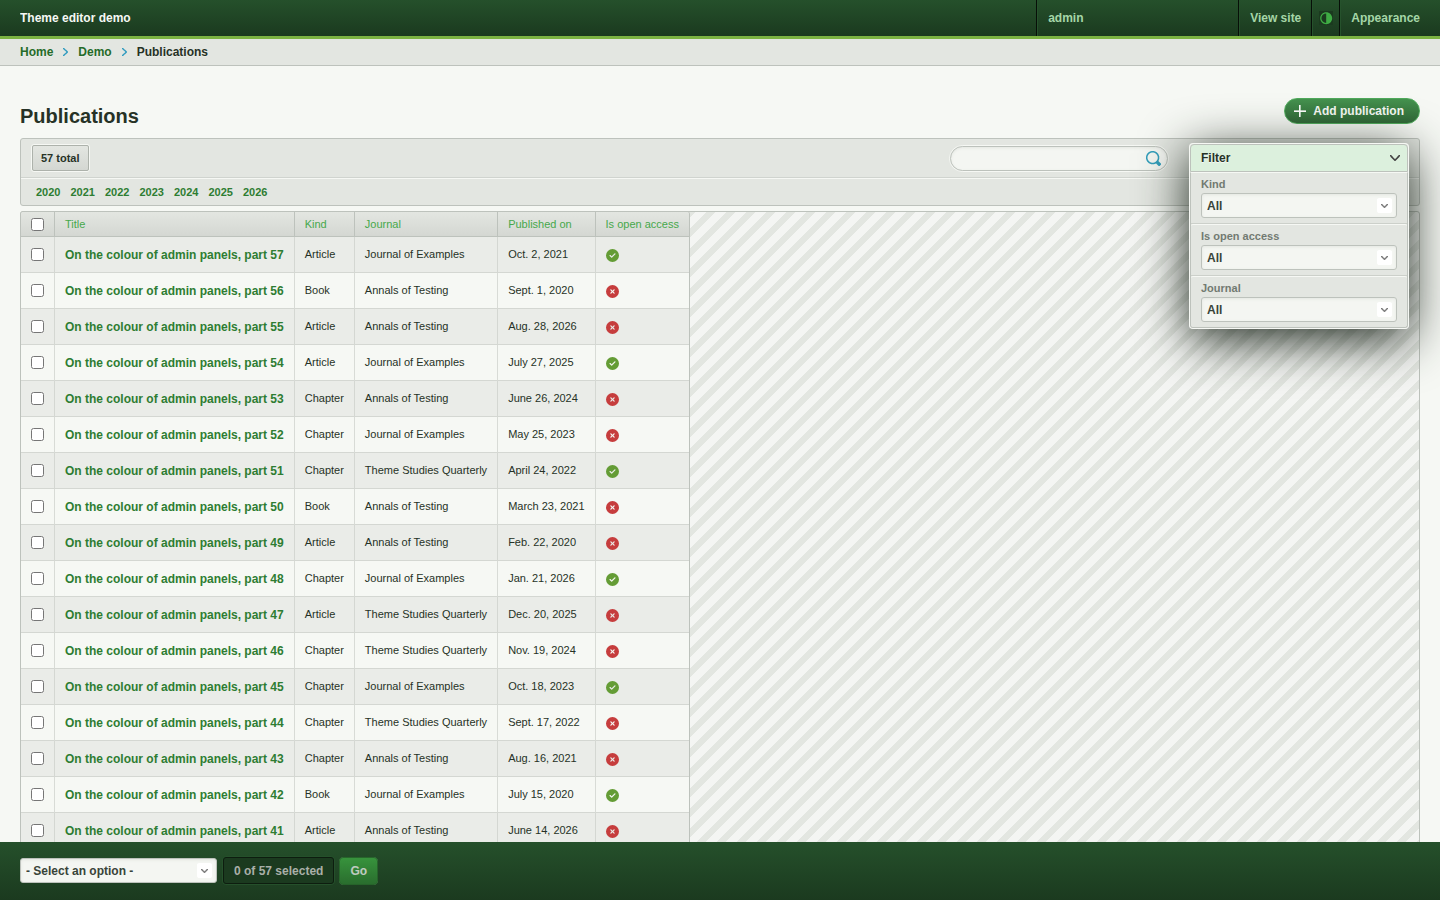 Theme editor demo
admin
View site
Appearance
Home
Demo
Publications
Publications
Add publication
57 total
2020 2021 2022 2023 2024 2025 2026
Filter
Kind
All
Is open access
All
Journal
All
Title Kind Journal Published on Is open access
On the colour of admin panels, part 57 Article Journal of Examples Oct. 2, 2021
On the colour of admin panels, part 56 Book Annals of Testing Sept. 1, 2020
On the colour of admin panels, part 55 Article Annals of Testing Aug. 28, 2026
On the colour of admin panels, part 54 Article Journal of Examples July 27, 2025
On the colour of admin panels, part 53 Chapter Annals of Testing June 26, 2024
On the colour of admin panels, part 52 Chapter Journal of Examples May 25, 2023
On the colour of admin panels, part 51 Chapter Theme Studies Quarterly April 24, 2022
On the colour of admin panels, part 50 Book Annals of Testing March 23, 2021
On the colour of admin panels, part 49 Article Annals of Testing Feb. 22, 2020
On the colour of admin panels, part 48 Chapter Journal of Examples Jan. 21, 2026
On the colour of admin panels, part 47 Article Theme Studies Quarterly Dec. 20, 2025
On the colour of admin panels, part 46 Chapter Theme Studies Quarterly Nov. 19, 2024
On the colour of admin panels, part 45 Chapter Journal of Examples Oct. 18, 2023
On the colour of admin panels, part 44 Chapter Theme Studies Quarterly Sept. 17, 2022
On the colour of admin panels, part 43 Chapter Annals of Testing Aug. 16, 2021
On the colour of admin panels, part 42 Book Journal of Examples July 15, 2020
On the colour of admin panels, part 41 Article Annals of Testing June 14, 2026
- Select an option -
0 of 57 selected
Go